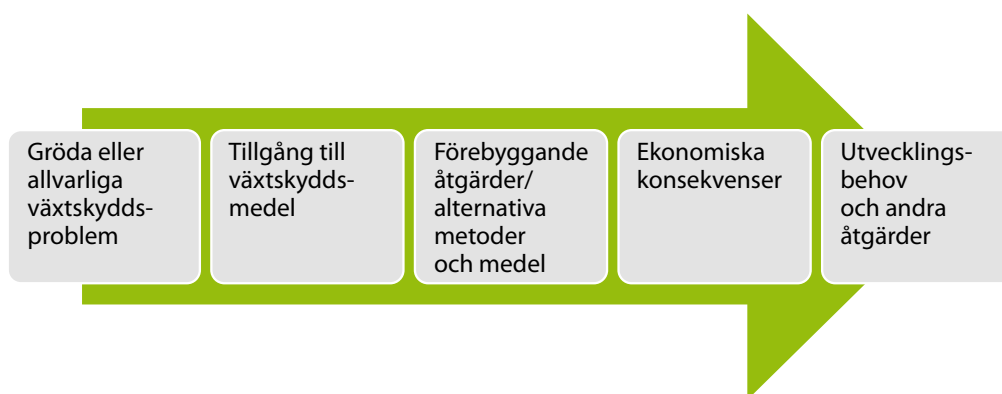 Gröda eller
allvarliga
växtskydds-
problem
Tillgång till
växtskydds-
medel
Förebyggande
åtgärder/
alternativa
metoder
och medel
Ekonomiska
konsekvenser
Utvecklings-
behov
och andra
åtgärder